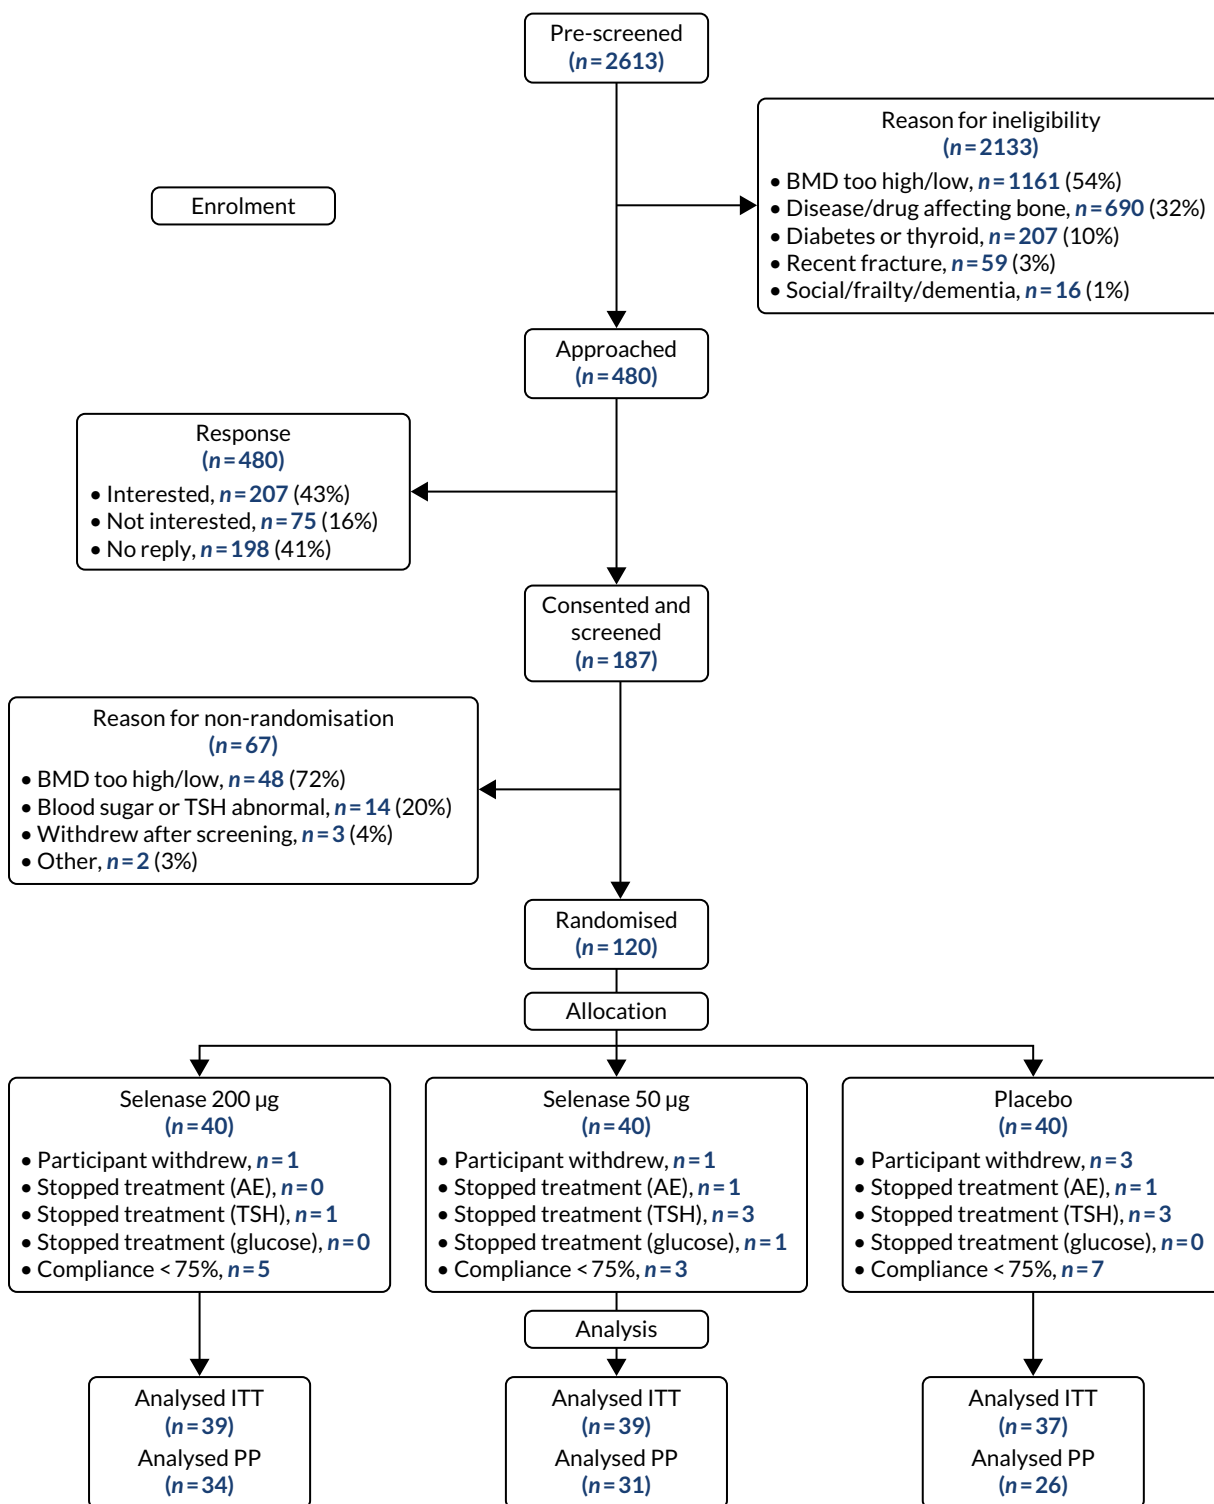 Pre-screened
(n=2613)
Reason for ineligibility
(n=2133)
• BMD too high/low, n=1161 (54%)
• Disease/drug affecting bone, n=690 (32%)
• Diabetes or thyroid, n=207 (10%)
• Recent fracture, n=59 (3%)
• Social/frailty/dementia, n=16 (1%)
Enrolment
Approached
(n=480)
Response
(n=480)
• Interested, n=207 (43%)
• Not interested, n=75 (16%)
• No reply, n=198 (41%)
Consented and
screened
(n=187)
Reason for non-randomisation
(n=67)
• BMD too high/low, n=48 (72%)
• Blood sugar or TSH abnormal, n=14 (20%)
• Withdrew after screening, n=3 (4%)
• Other, n=2 (3%)
Randomised
(n=120)
Allocation
Selenase 200 µg
(n=40)
• Participant withdrew, n=1
• Stopped treatment (AE), n=0
• Stopped treatment (TSH), n=1
• Stopped treatment (glucose), n=0
• Compliance <75%, n=5
Selenase 50 µg
(n=40)
• Participant withdrew, n=1
• Stopped treatment (AE), n=1
• Stopped treatment (TSH), n=3
• Stopped treatment (glucose), n=1
• Compliance <75%, n=3
Placebo
(n=40)
• Participant withdrew, n=3
• Stopped treatment (AE), n=1
• Stopped treatment (TSH), n=3
• Stopped treatment (glucose), n=0
• Compliance <75%, n=7
Analysis
Analysed ITT
(n=39)
Analysed PP
(n=34)
Analysed ITT
(n=39)
Analysed PP
(n=31)
Analysed ITT
(n=37)
Analysed PP
(n=26)